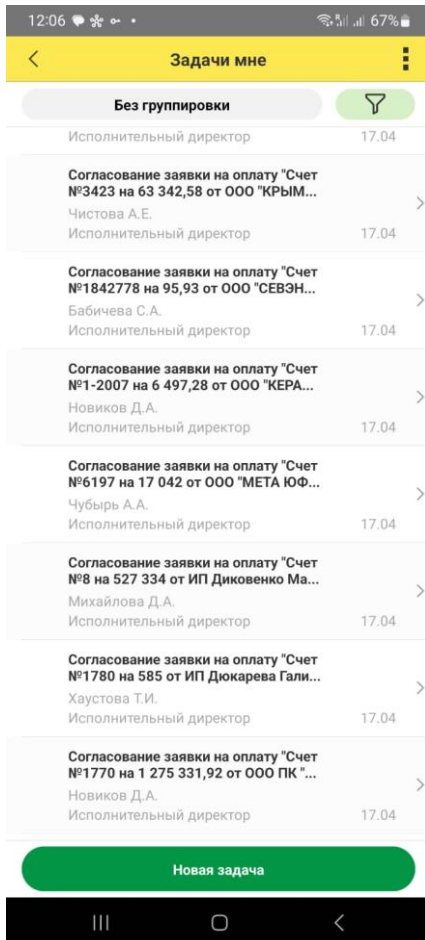 12:06 67%
Задачи мне
Без группировки
Исполнительный директор 17.04
Согласование заявки на оплату "Счет
№3423 на 63 342,58 от ООО "КРЫМ...
Чистова А.Е.
Исполнительный директор 17.04
Согласование заявки на оплату "Счет
№1842778 на 95,93 от ООО "СЕВЭН...
Бабичева С.А.
Исполнительный директор 17.04
Согласование заявки на оплату "Счет
№1-2007 на 6 497,28 от ООО "КЕРА...
Новиков Д.А.
Исполнительный директор 17.04
Согласование заявки на оплату "Счет
№6197 на 17 042 от ООО "МЕТА ЮФ...
Чубырь А.А.
Исполнительный директор 17.04
Согласование заявки на оплату "Счет
№8 на 527 334 от ИП Диковенко Ма...
Михайлова Д.А.
Исполнительный директор 17.04
Согласование заявки на оплату "Счет
№1780 на 585 от ИП Дюкарева Гали...
Хаустова Т.И.
Исполнительный директор 17.04
Согласование заявки на оплату "Счет
№1770 на 1 275 331,92 от ООО ПК "...
Новиков Д.А.
Исполнительный директор 17.04
Новая задача